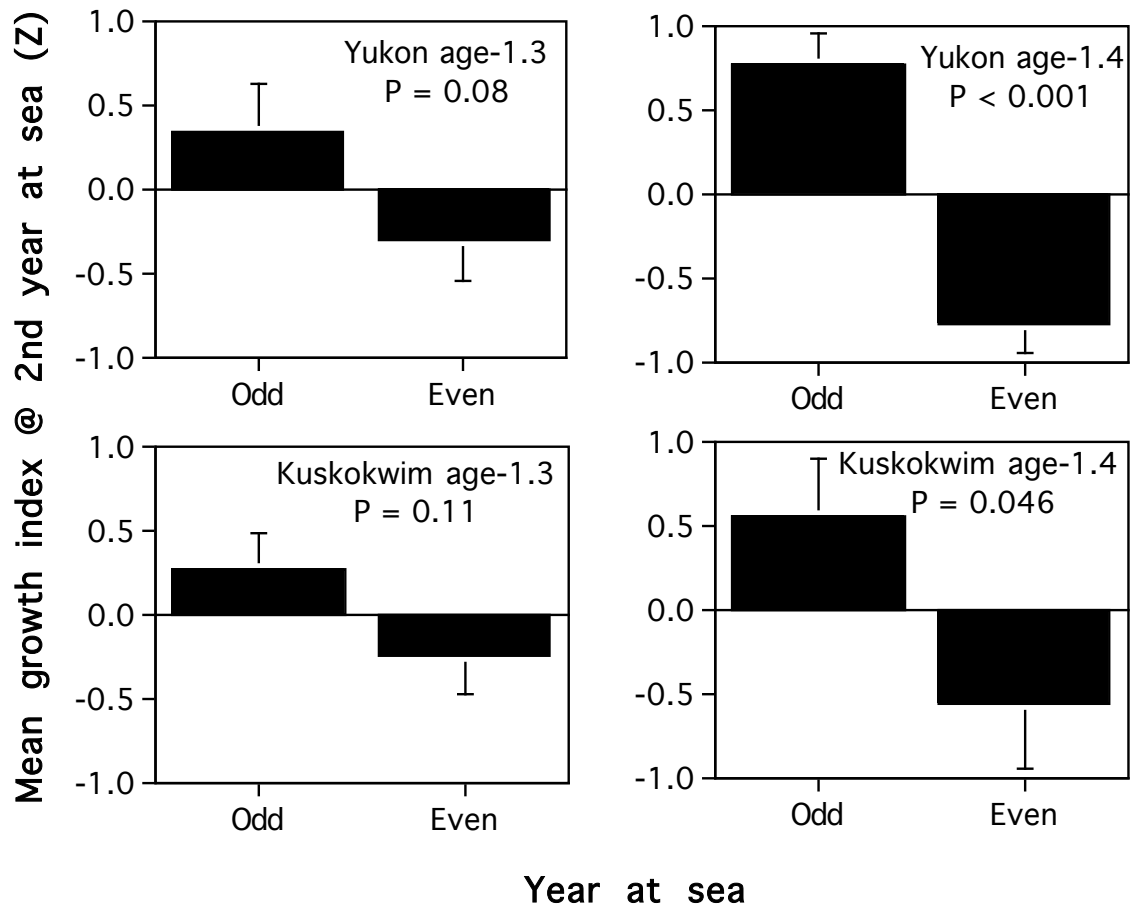 Mean growth index @ 2nd year at sea (Z)
Yukon age-1.3
P = 0.08
1.0
0.5
0.0
-0.5
-1.0
Odd Even
Yukon age-1.4
P < 0.001
1.0
0.5
0.0
-0.5
-1.0
Odd Even
Kuskokwim age-1.3
P = 0.11
1.0
0.5
0.0
-0.5
-1.0
Odd Even
Kuskokwim age-1.4
P = 0.046
1.0
0.5
0.0
-0.5
-1.0
Odd Even
Year at sea